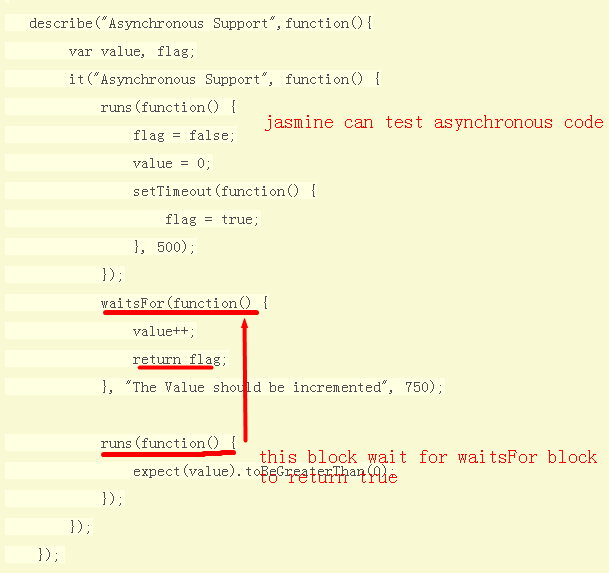 describe("Asynchronous Support",function(){
var value, flag;
it("Asynchronous Support", function() {
runs(function() {
jasmine can test asynchronous code
flag = false;
value = 0;
setTimeout(function() {
flag = true;
}, 500);
});
waitsFor(function() {
value++;
return flag;
}, "The Value should be incremented", 750);
runs(function() {
this block wait for waitsFor block
to return true
expect(value).toBeGreaterThan(0);
});
});
});